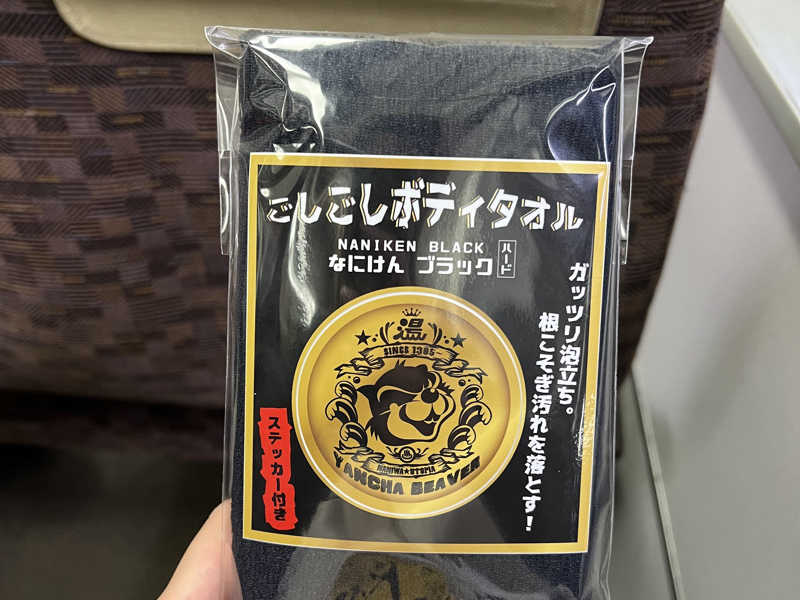 ごしごしボディタオル
NANIKEN BLACK
なにけん ブラック ハード
ガッツリ泡立ち。
根こそぎ汚れを落とす!
温
SINCE 1385~
NANIWA★UTOPIA
YANCHA BEAVER
ステッカー付き